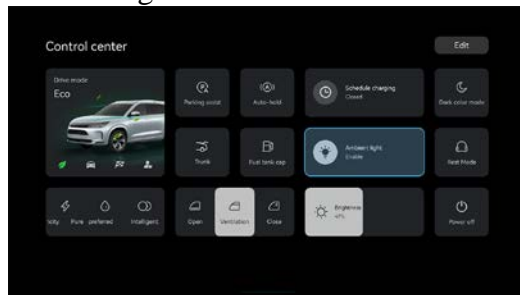 Control center
Edit
Drive mode
Eco
Parking assist
Auto-hold
Schedule charging
Closed
Dark color mode
Trunk
Fuel tank cap
Ambient light
Enable
Rest Mode
Pure
preferred
Intelligent
Open
Ventilation
Close
Brightness
Power off